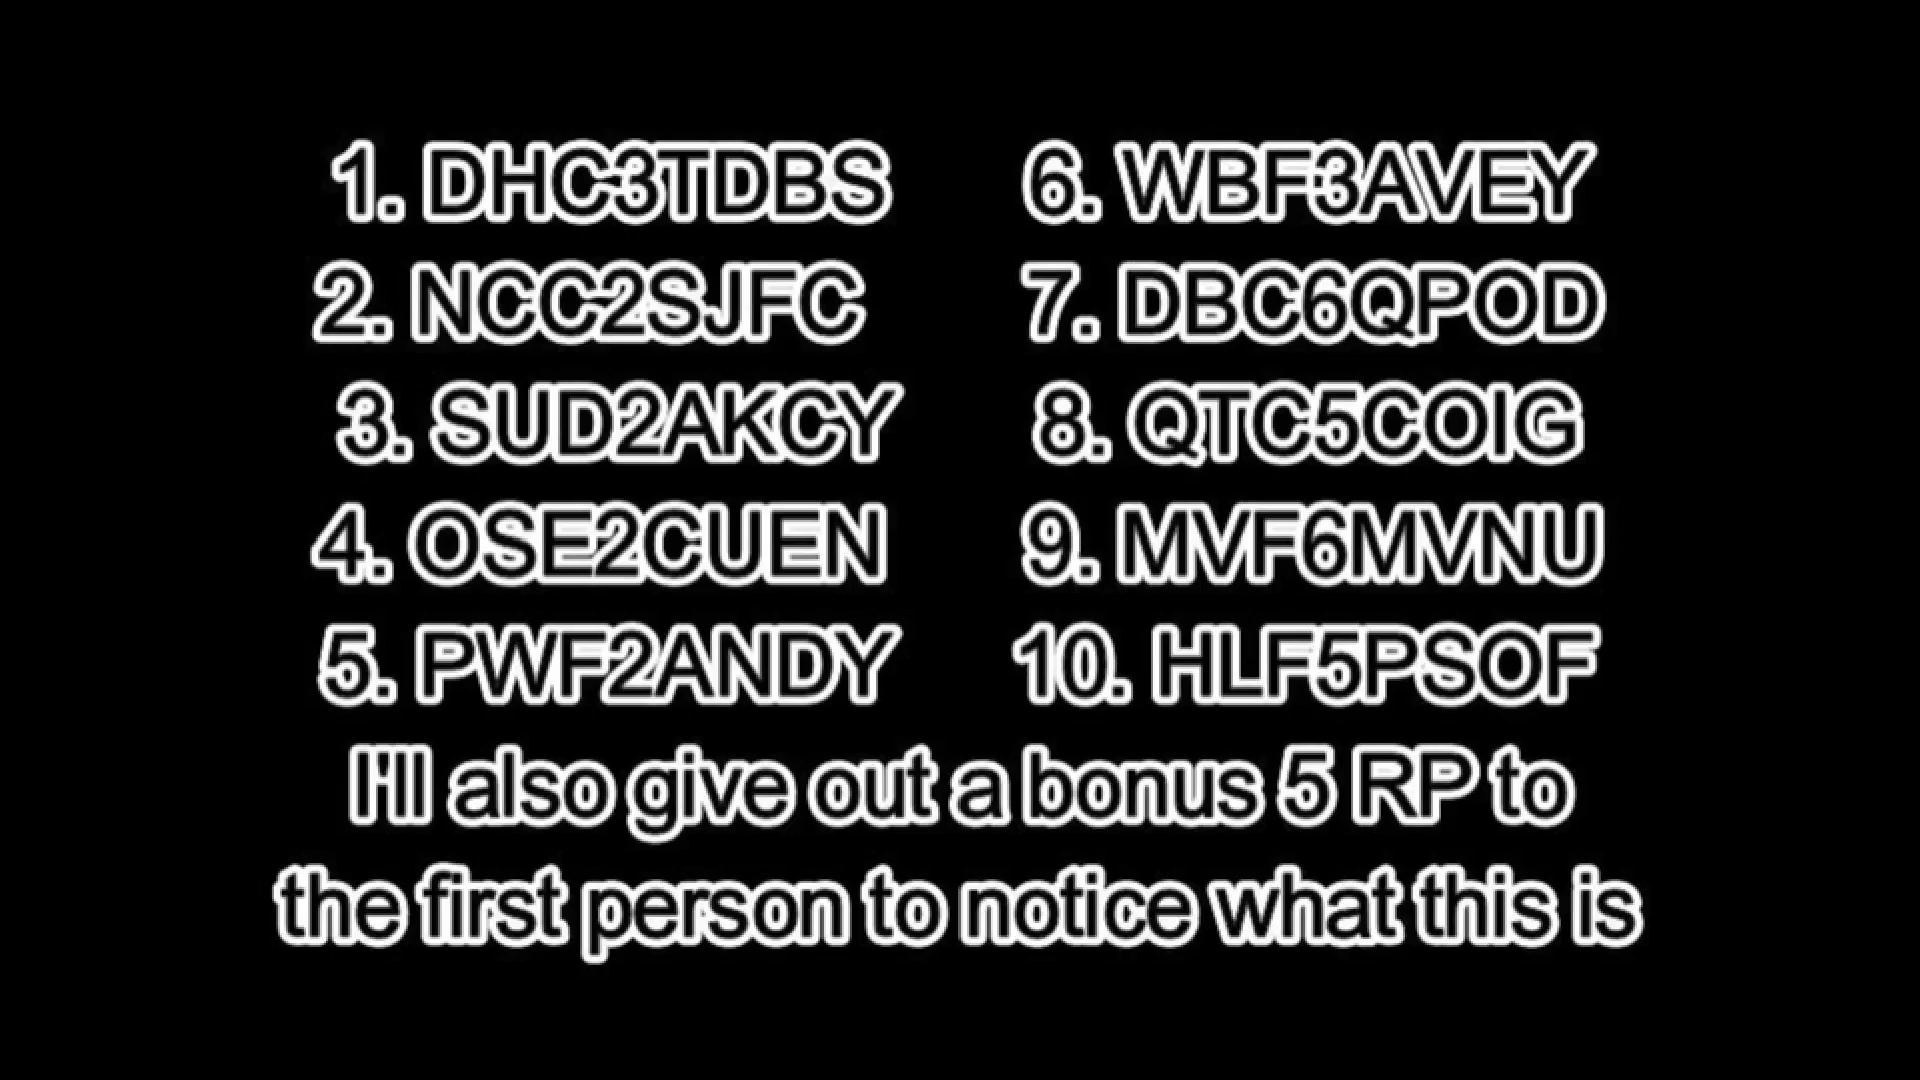 1. DHC3TDBS
2. NCC2SJFC
3. SUD2AKCY
4. OSE2CUEN
5. PWF2ANDY
6. WBF3AVEY
7. DBC6QPOD
8. QTC5COIG
9. MVF6MVNU
10. HLF5PSOF
I'll also give out a bonus 5 RP to
the first person to notice what this is